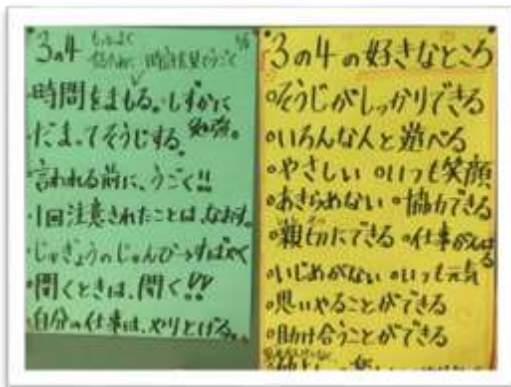 3の4
時計を見てうごく
・時間をまもる。しずかに
だまってそうじする。
・言われる前に、うごく!!
・1回注意されたことは、なおす。
・じゅぎょうのじゅんび→すばやく
・聞くときは、聞く!!
・自分の仕事は、やりとげる。
3の4の好きなところ
○そうじがしっかりできる
○いろんな人と遊べる
○やさしい ○いつも笑顔
○あきらめない ○協力できる
○親切にできる ○仕事がんばる
○いじめがない ○いつも元気
○思いやることができる
○助け合うことができる